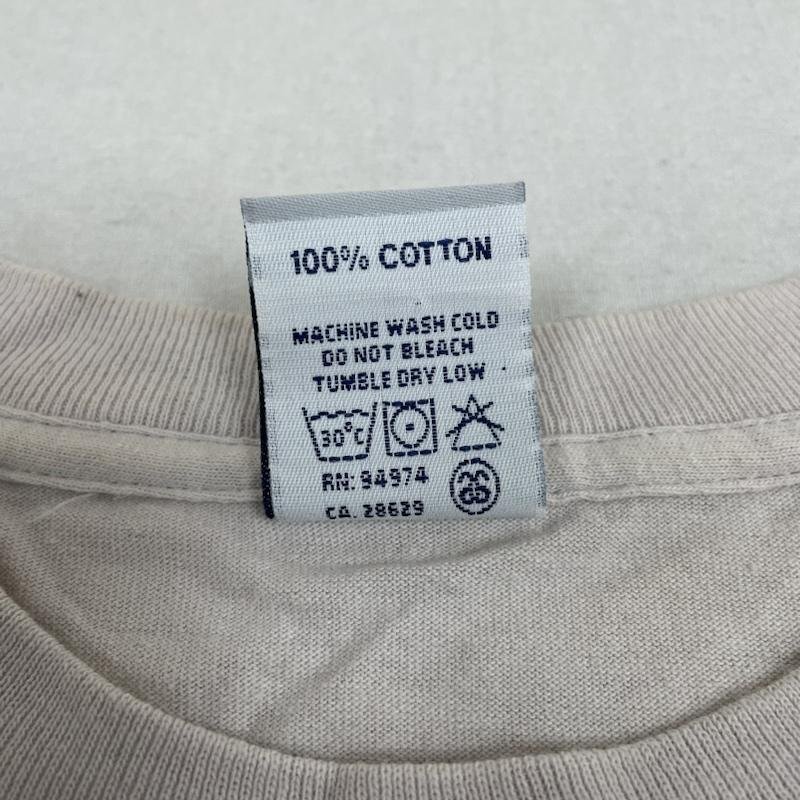 100% COTTON
MACHINE WASH COLD
DO NOT BLEACH
TUMBLE DRY LOW
30°C
RN: 94974
CA. 28629